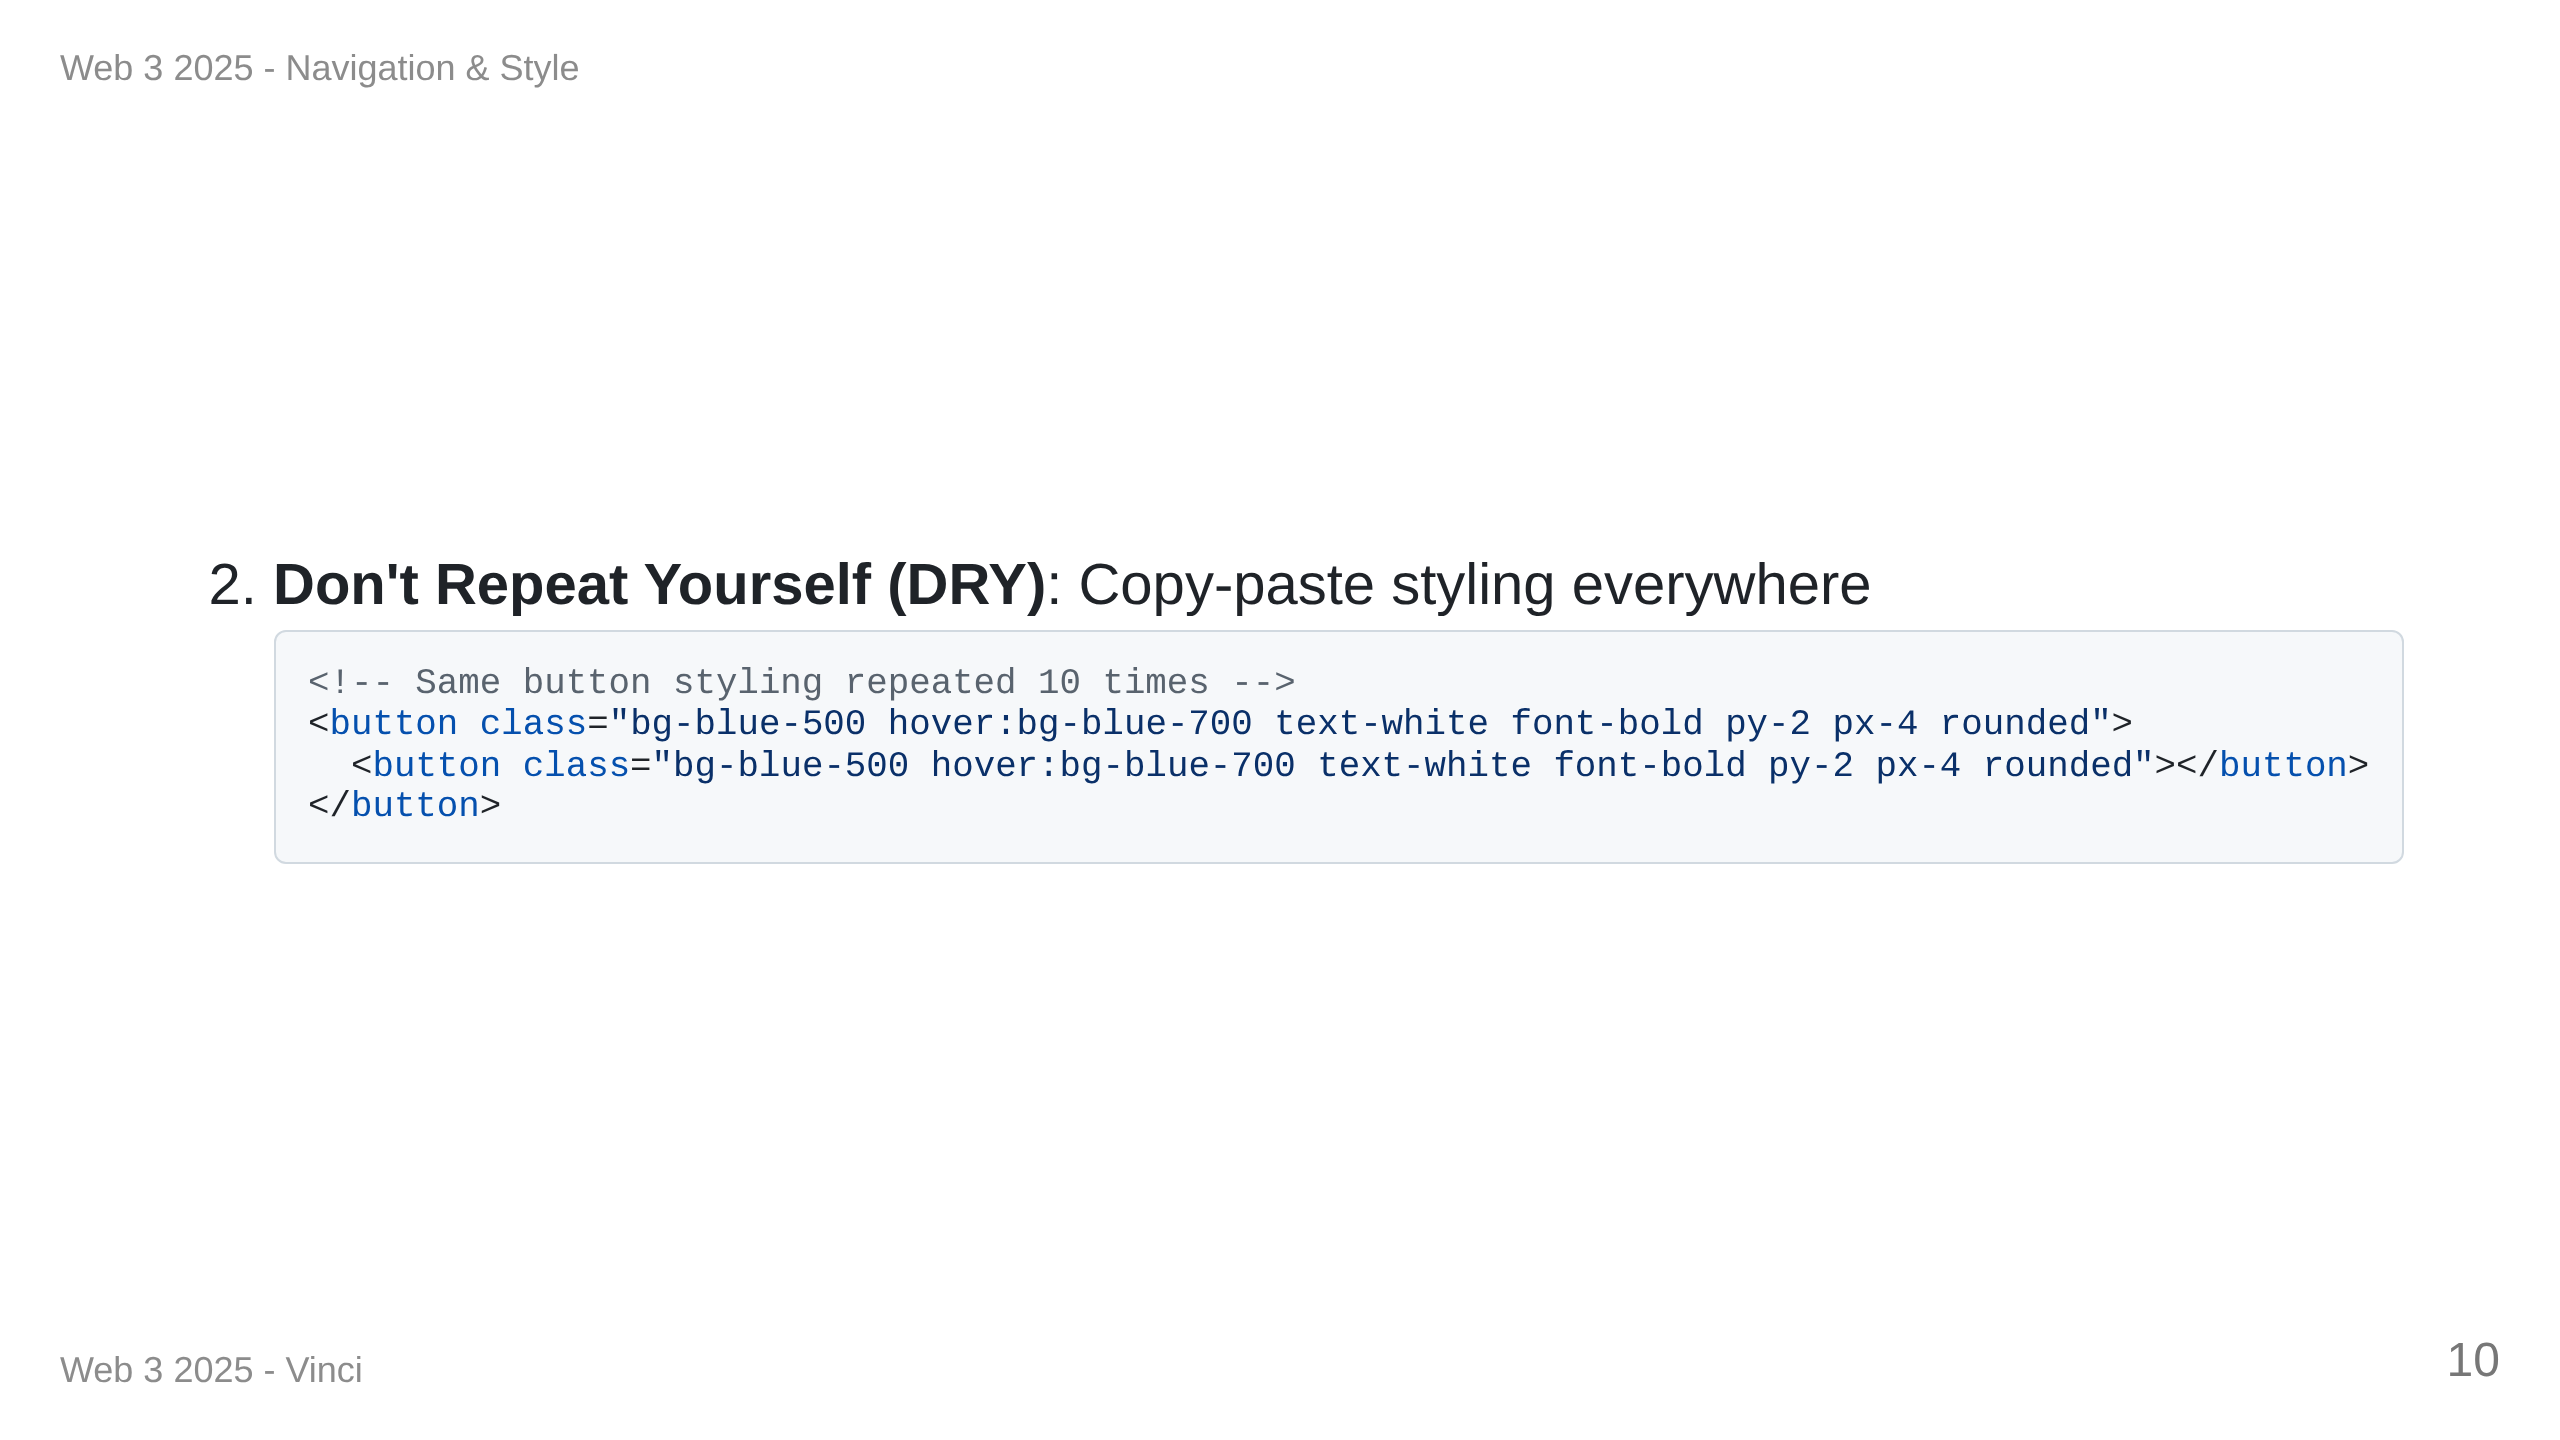 Web 3 2025 - Navigation & Style
2. Don't Repeat Yourself (DRY): Copy-paste styling everywhere
<!-- Same button styling repeated 10 times -->
<button class="bg-blue-500 hover:bg-blue-700 text-white font-bold py-2 px-4 rounded">
  <button class="bg-blue-500 hover:bg-blue-700 text-white font-bold py-2 px-4 rounded"></button>
</button>
Web 3 2025 - Vinci
10